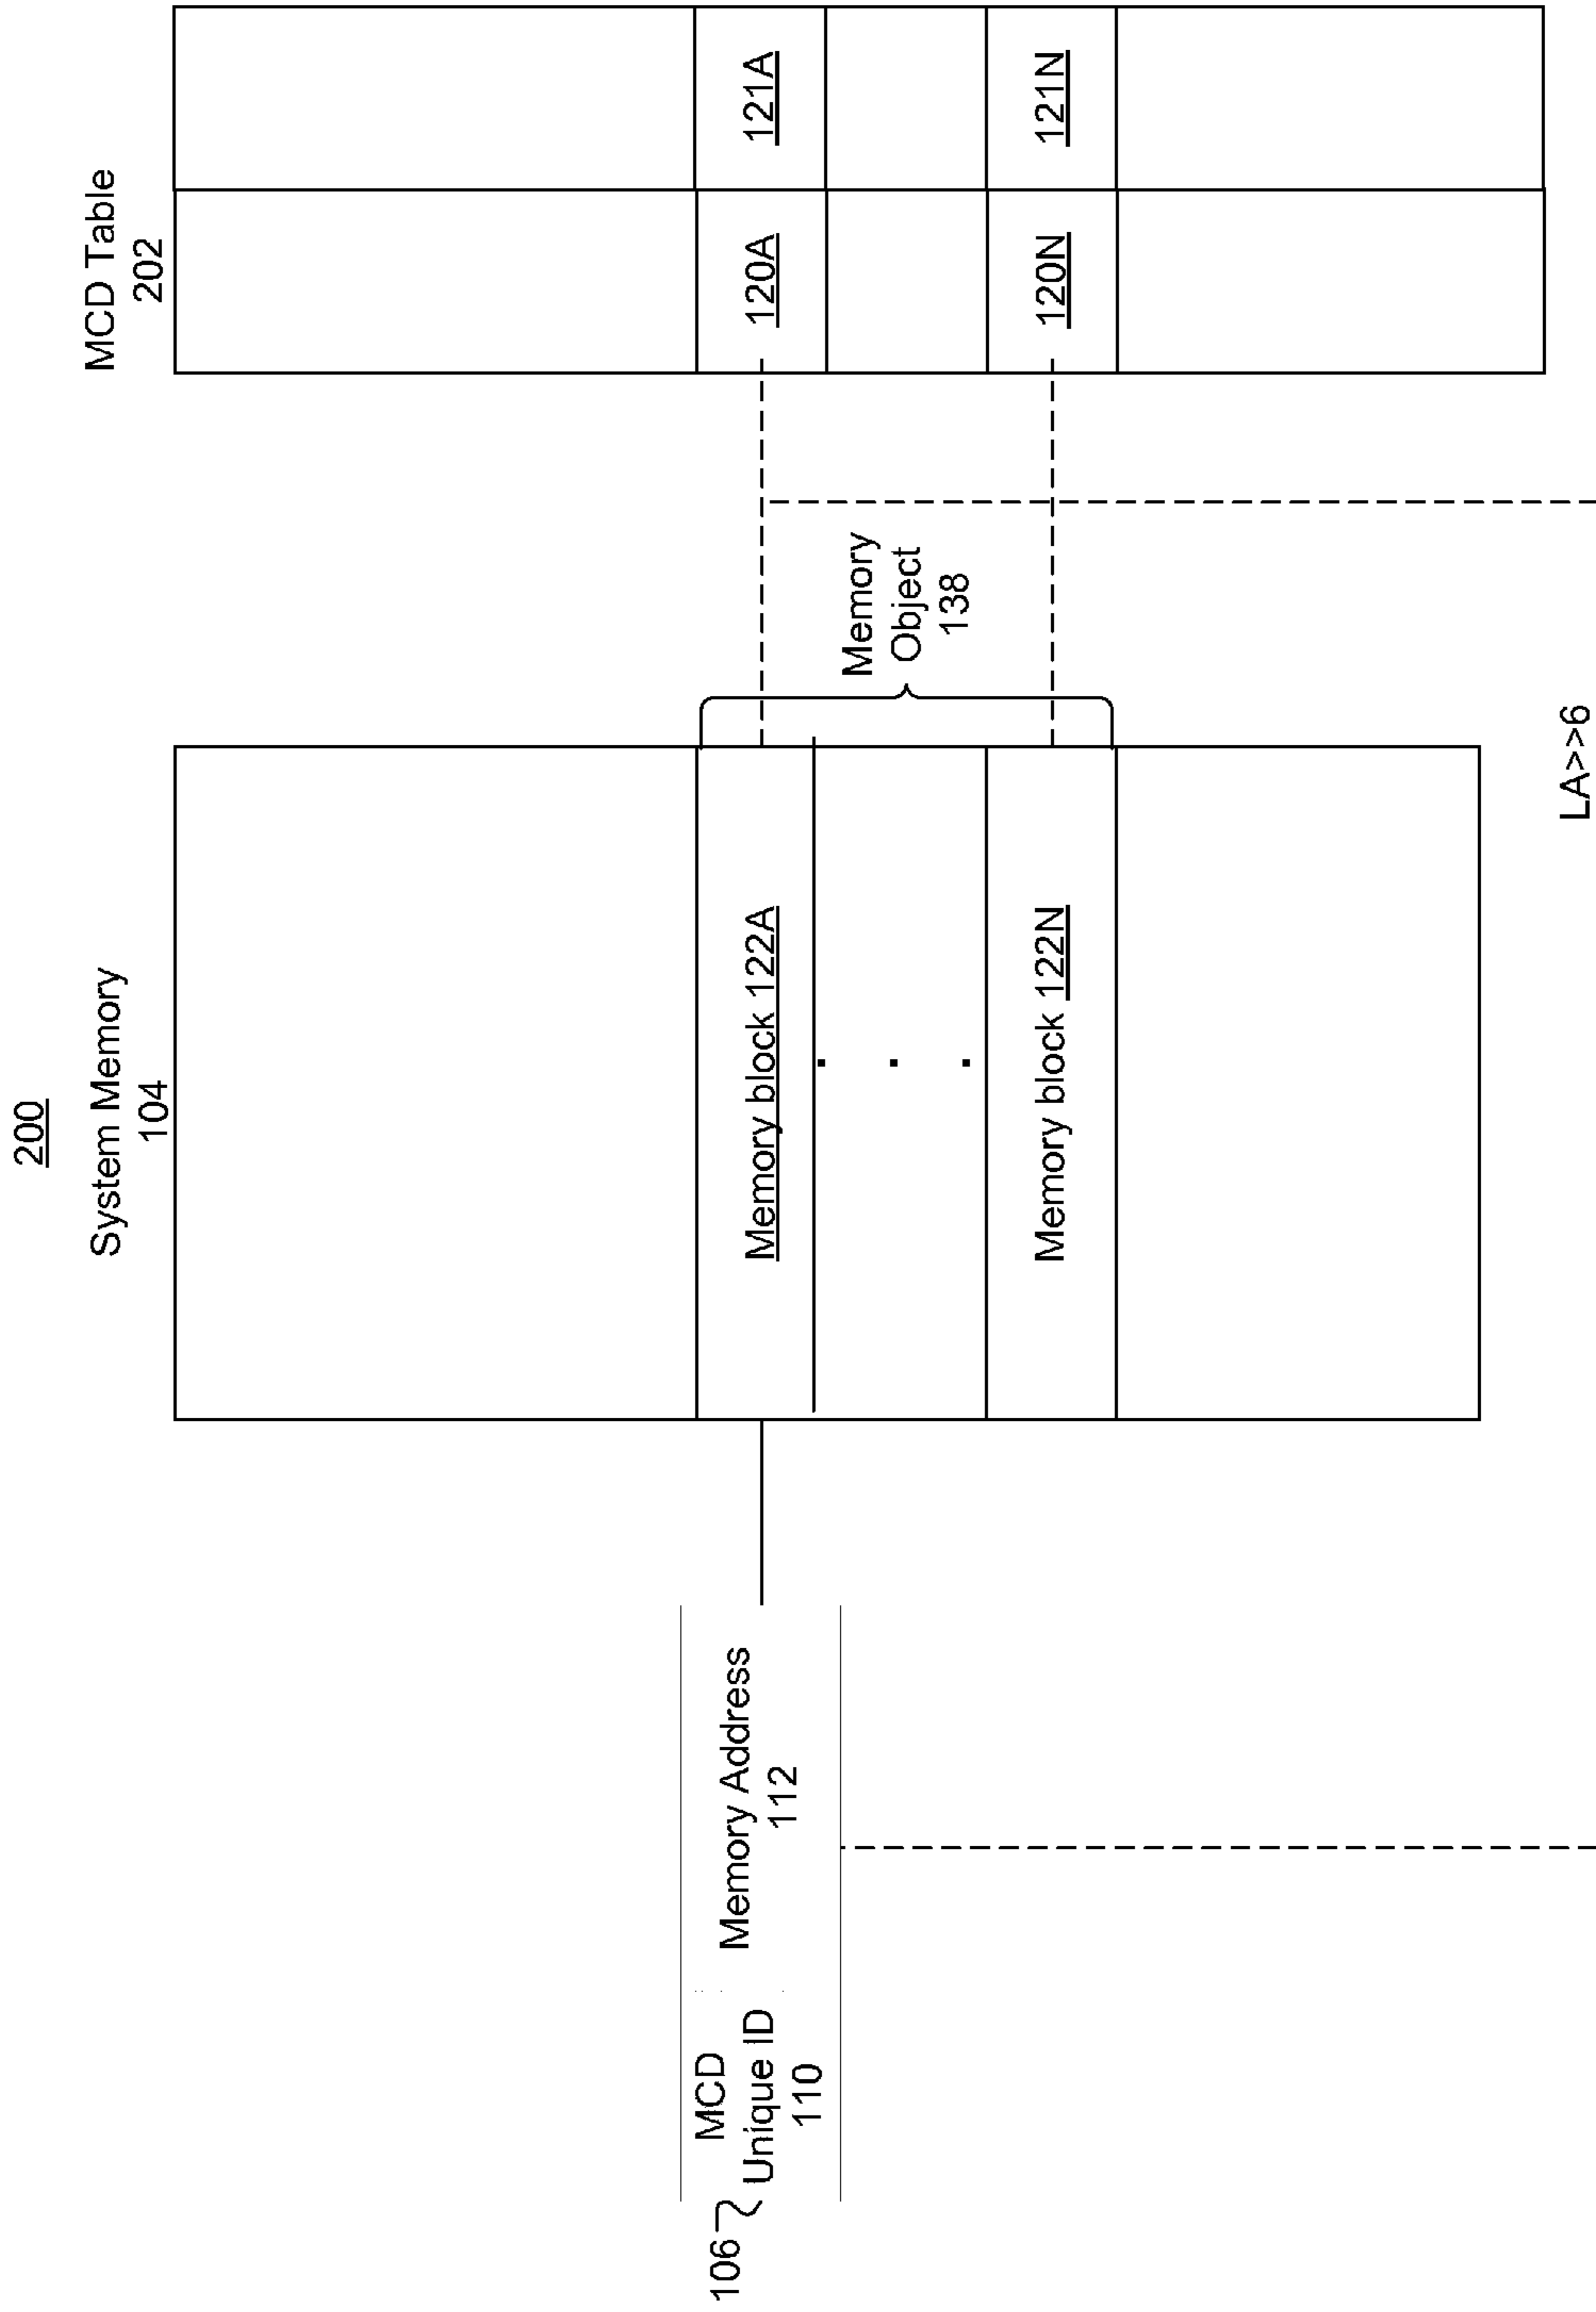 200
System Memory
104
MCD Table
202
106
MCD
Unique ID
110
Memory Address
112
Memory block 122A
.
.
.
Memory block 122N
Memory
Object
138
120A
121A
120N
121N
LA>>6